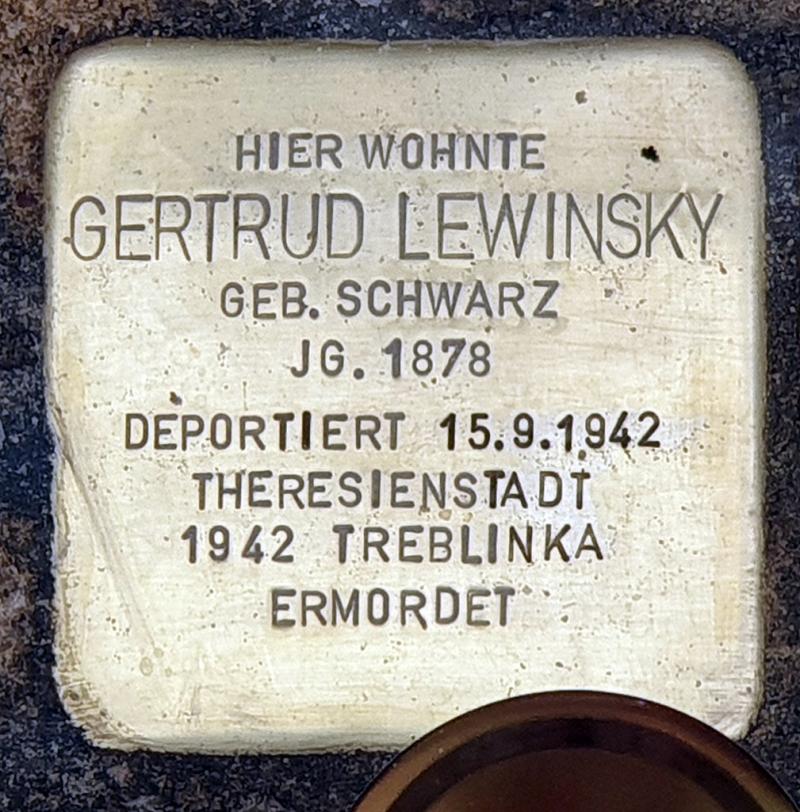 HIER WOHNTE
GERTRUD LEWINSKY
GEB. SCHWARZ
JG. 1878
DEPORTIERT 15.9.1942
THERESIENSTADT
1942 TREBLINKA
ERMORDET